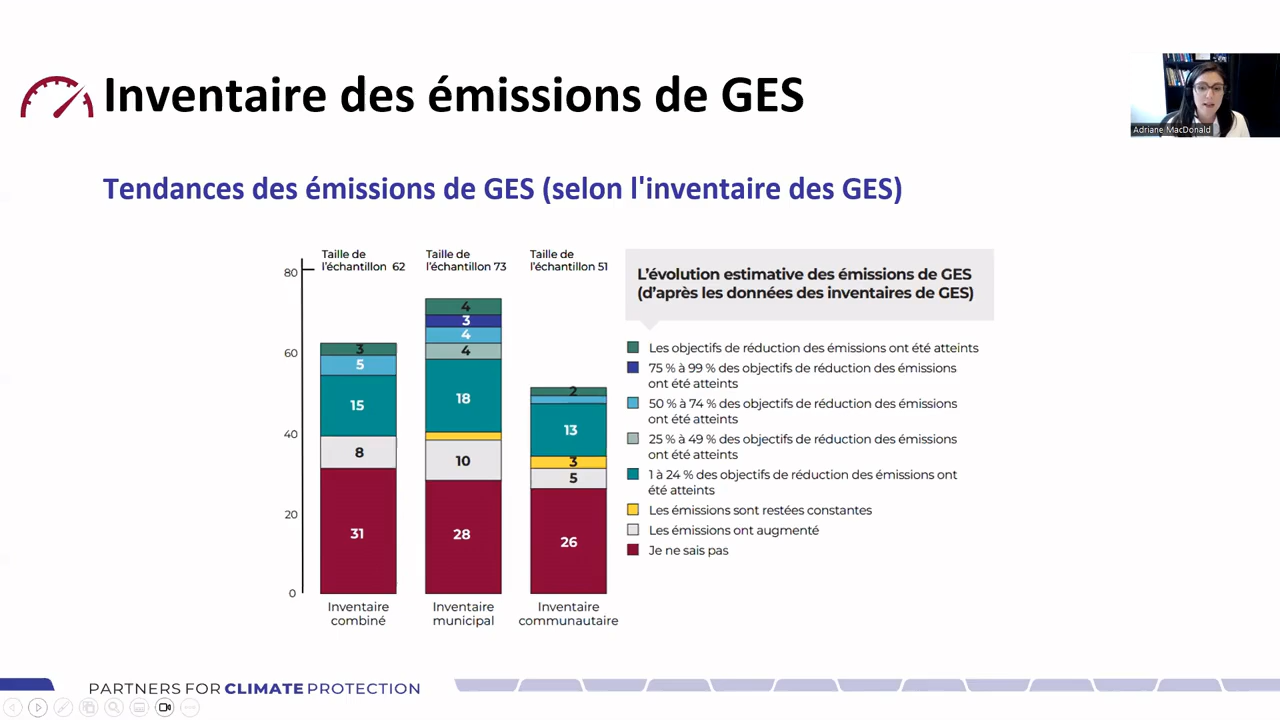 Inventaire des émissions de GES
Adriane MacDonald
Tendances des émissions de GES (selon l'inventaire des GES)
Taille de
l'échantillon 62
Taille de
l'échantillon 73
Taille de
l'échantillon 51
80
60
40
20
0
3
5
15
8
31
4
3
4
4
18
10
28
2
13
3
5
26
Inventaire
combiné
Inventaire
municipal
Inventaire
communautaire
L'évolution estimative des émissions de GES
(d'après les données des inventaires de GES)
Les objectifs de réduction des émissions ont été atteints
75 % à 99 % des objectifs de réduction des émissions
ont été atteints
50 % à 74 % des objectifs de réduction des émissions
ont été atteints
25 % à 49 % des objectifs de réduction des émissions
ont été atteints
1 à 24 % des objectifs de réduction des émissions ont
été atteints
Les émissions sont restées constantes
Les émissions ont augmenté
Je ne sais pas
PARTNERS FOR CLIMATE PROTECTION